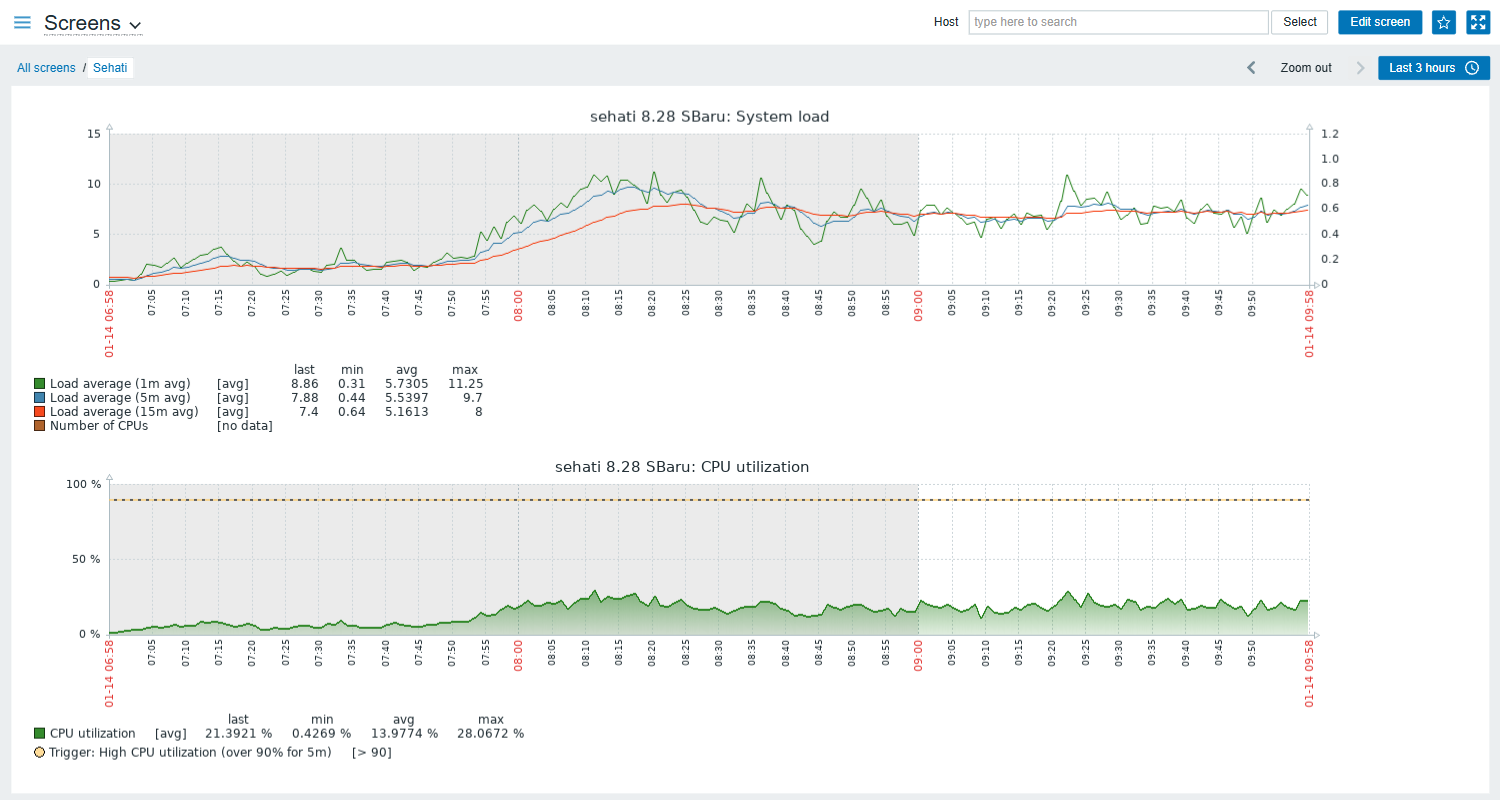 Screens
Host type here to search Select Edit screen
All screens / Sehati Zoom out Last 3 hours
sehati 8.28 SBaru: System load
15 1.2
1.0
10 0.8
0.6
5 0.4
0.2
0 0
01-14 06:58 07:05 07:10 07:15 07:20 07:25 07:30 07:35 07:40 07:45 07:50 07:55 08:00 08:05 08:10 08:15 08:20 08:25 08:30 08:35 08:40 08:45 08:50 08:55 09:00 09:05 09:10 09:15 09:20 09:25 09:30 09:35 09:40 09:45 09:50 01-14 09:58
last min avg max
Load average (1m avg) [avg] 8.86 0.31 5.7305 11.25
Load average (5m avg) [avg] 7.88 0.44 5.5397 9.7
Load average (15m avg) [avg] 7.4 0.64 5.1613 8
Number of CPUs [no data]
sehati 8.28 SBaru: CPU utilization
100 %
50 %
0 %
01-14 06:58 07:05 07:10 07:15 07:20 07:25 07:30 07:35 07:40 07:45 07:50 07:55 08:00 08:05 08:10 08:15 08:20 08:25 08:30 08:35 08:40 08:45 08:50 08:55 09:00 09:05 09:10 09:15 09:20 09:25 09:30 09:35 09:40 09:45 09:50 01-14 09:58
last min avg max
CPU utilization [avg] 21.3921 % 0.4269 % 13.9774 % 28.0672 %
Trigger: High CPU utilization (over 90% for 5m) [> 90]